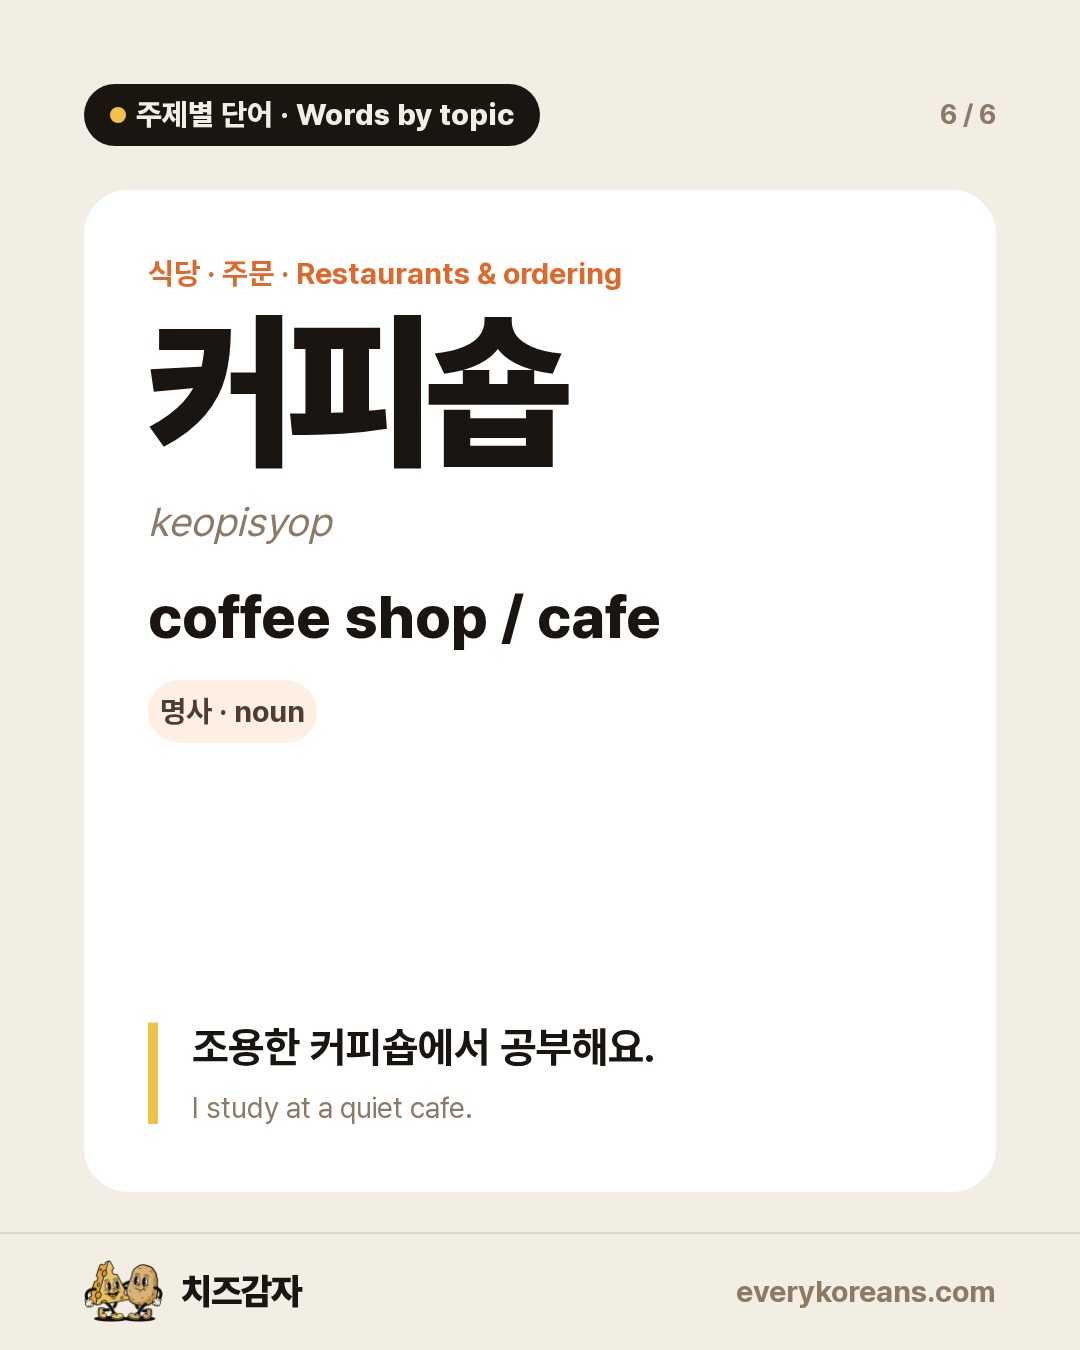 주제별 단어 · Words by topic
6 / 6
식당 · 주문 · Restaurants & ordering
커피숍
keopisyop
coffee shop / cafe
명사 · noun
조용한 커피숍에서 공부해요.
I study at a quiet cafe.
치즈감자
everykoreans.com